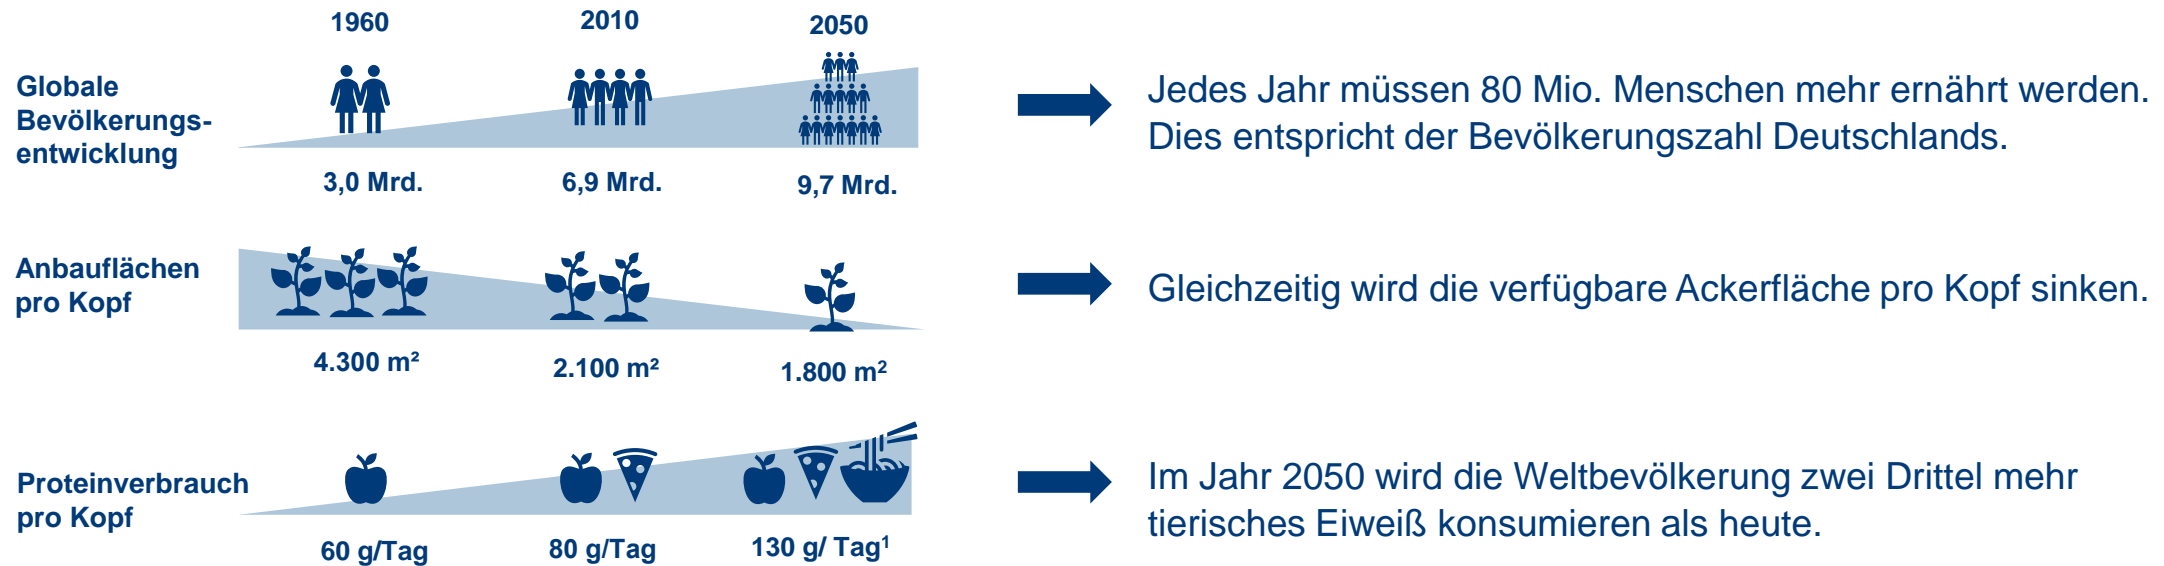 1960
2010
2050
Globale
Bevölkerungs-
entwicklung
3,0 Mrd.
6,9 Mrd.
9,7 Mrd.
Jedes Jahr müssen 80 Mio. Menschen mehr ernährt werden.
Dies entspricht der Bevölkerungszahl Deutschlands.
Anbauflächen
pro Kopf
4.300 m²
2.100 m²
1.800 m²
Gleichzeitig wird die verfügbare Ackerfläche pro Kopf sinken.
Proteinverbrauch
pro Kopf
60 g/Tag
80 g/Tag
130 g/ Tag¹
Im Jahr 2050 wird die Weltbevölkerung zwei Drittel mehr
tierisches Eiweiß konsumieren als heute.